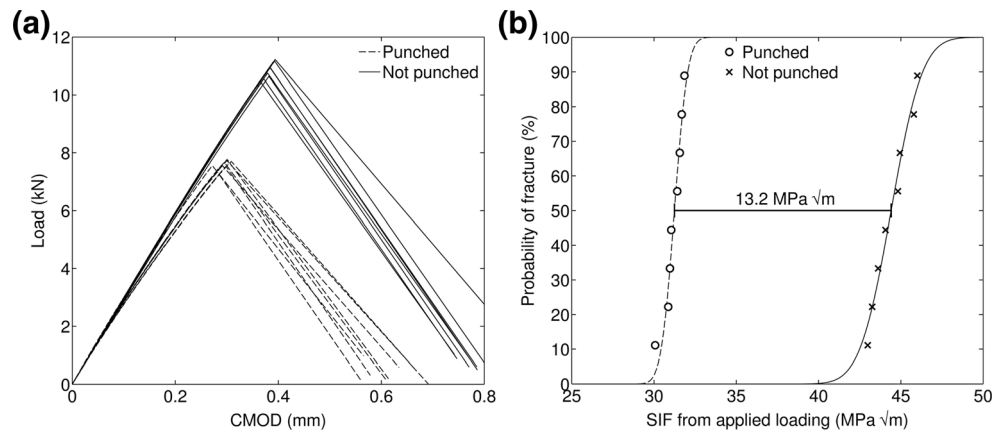 (a)
12
10
8
6
4
2
0
Load (kN)
0
0.2
0.4
0.6
0.8
CMOD (mm)
Punched
Not punched
(b)
100
90
80
70
60
50
40
30
20
10
0
Probability of fracture (%)
25
30
35
40
45
50
SIF from applied loading (MPa √m)
Punched
Not punched
13.2 MPa √m